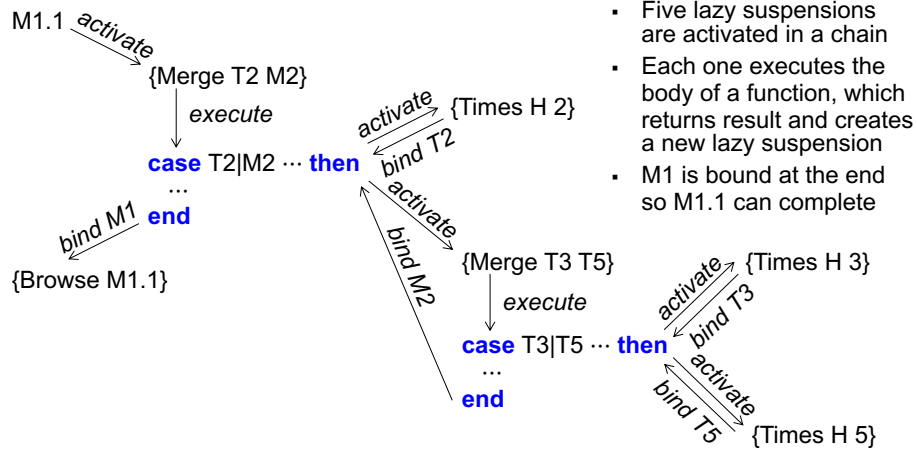 M1.1
activate
{Merge T2 M2}
execute
case T2|M2 ··· then
...
end
bind M1
{Browse M1.1}
activate
{Times H 2}
bind T2
activate
bind M2
{Merge T3 T5}
execute
case T3|T5 ··· then
...
end
activate
{Times H 3}
bind T3
activate
bind T5
{Times H 5}
▪ Five lazy suspensions
are activated in a chain
▪ Each one executes the
body of a function, which
returns result and creates
a new lazy suspension
▪ M1 is bound at the end
so M1.1 can complete